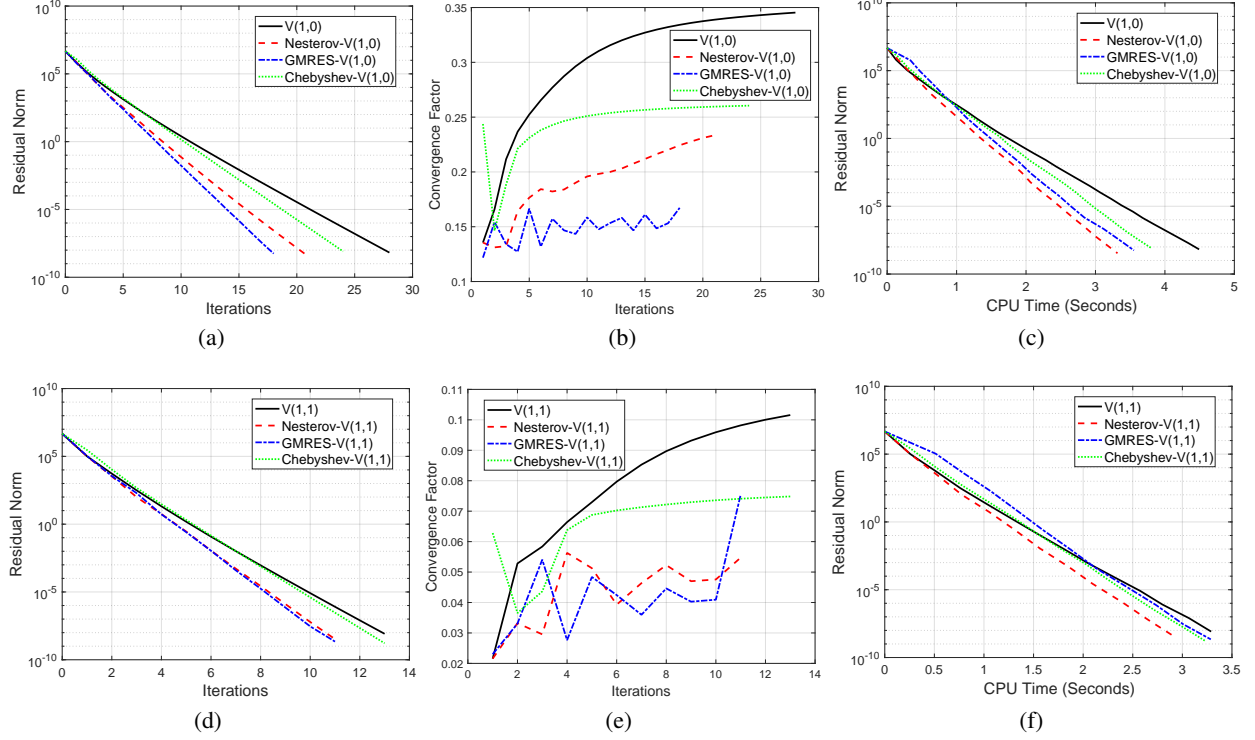 10^10
10^5
10^0
10^-5
10^-10
Residual Norm
0 5 10 15 20 25 30
Iterations
V(1,0)
Nesterov-V(1,0)
GMRES-V(1,0)
Chebyshev-V(1,0)
(a)
0.35
0.3
0.25
0.2
0.15
0.1
Convergence Factor
0 5 10 15 20 25 30
Iterations
V(1,0)
Nesterov-V(1,0)
GMRES-V(1,0)
Chebyshev-V(1,0)
(b)
10^10
10^5
10^0
10^-5
10^-10
Residual Norm
0 1 2 3 4 5
CPU Time (Seconds)
V(1,0)
Nesterov-V(1,0)
GMRES-V(1,0)
Chebyshev-V(1,0)
(c)
10^10
10^5
10^0
10^-5
10^-10
Residual Norm
0 2 4 6 8 10 12 14
Iterations
V(1,1)
Nesterov-V(1,1)
GMRES-V(1,1)
Chebyshev-V(1,1)
(d)
0.11
0.1
0.09
0.08
0.07
0.06
0.05
0.04
0.03
0.02
Convergence Factor
0 2 4 6 8 10 12 14
Iterations
V(1,1)
Nesterov-V(1,1)
GMRES-V(1,1)
Chebyshev-V(1,1)
(e)
10^10
10^5
10^0
10^-5
10^-10
Residual Norm
0 0.5 1 1.5 2 2.5 3 3.5
CPU Time (Seconds)
V(1,1)
Nesterov-V(1,1)
GMRES-V(1,1)
Chebyshev-V(1,1)
(f)